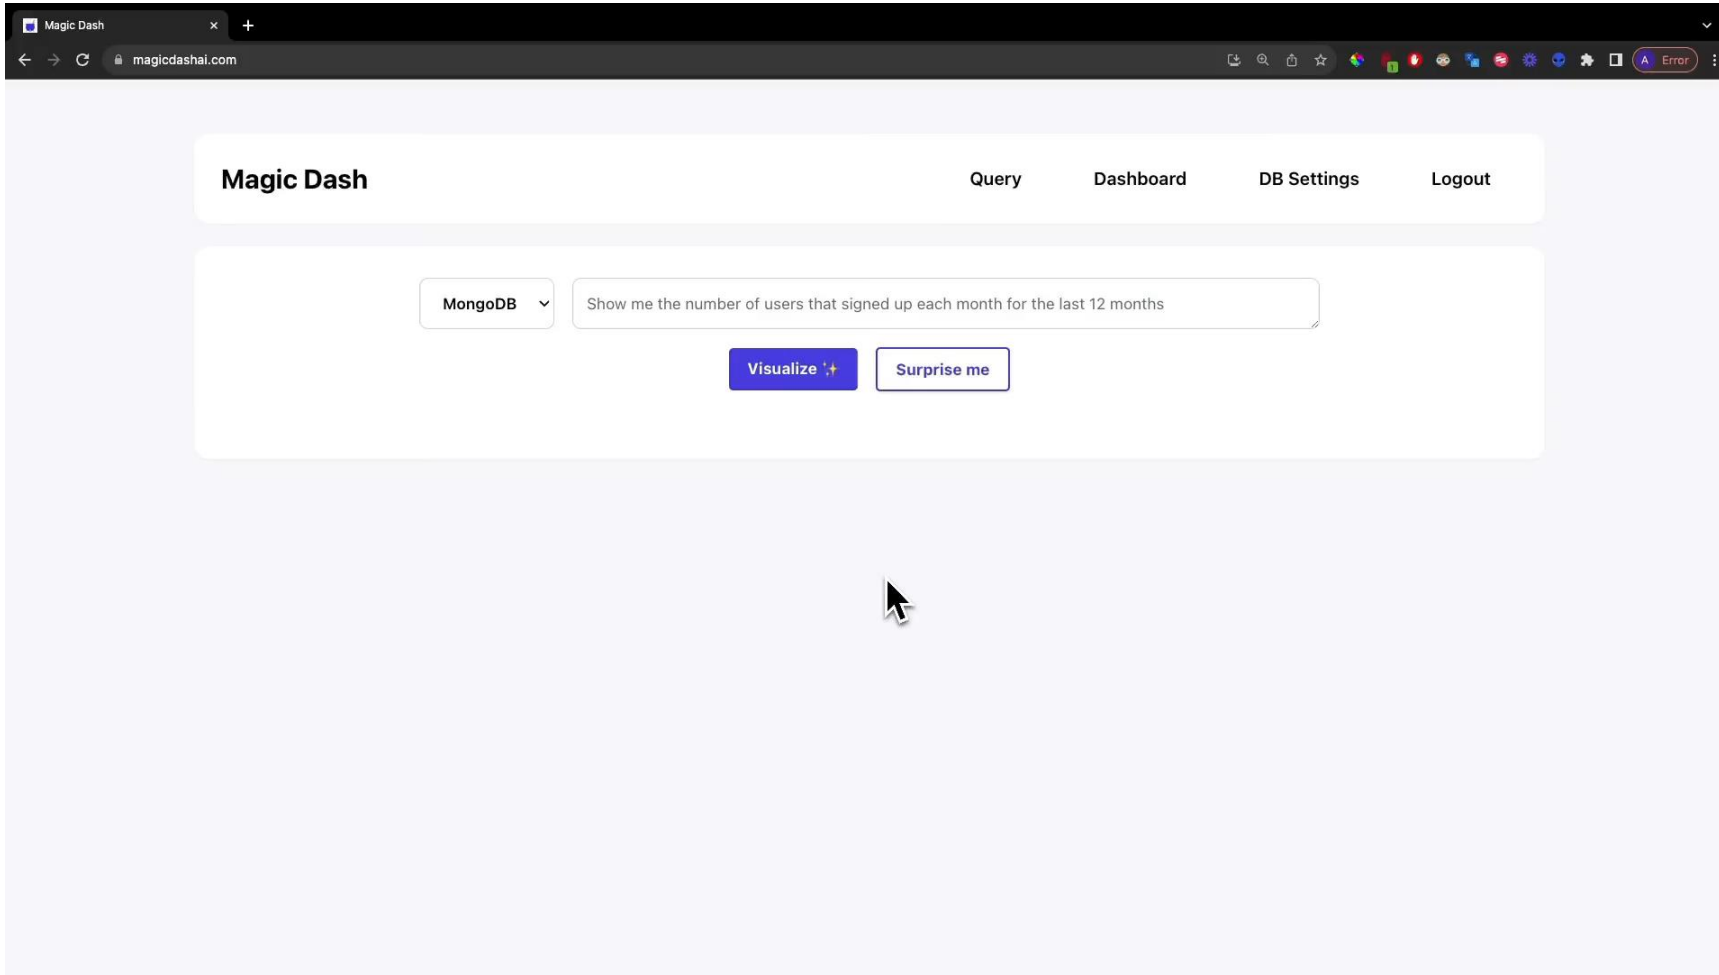 Magic Dash
magicdashai.com
1
A Error
Magic Dash
Query
Dashboard
DB Settings
Logout
MongoDB
Show me the number of users that signed up each month for the last 12 months
Visualize ✨
Surprise me